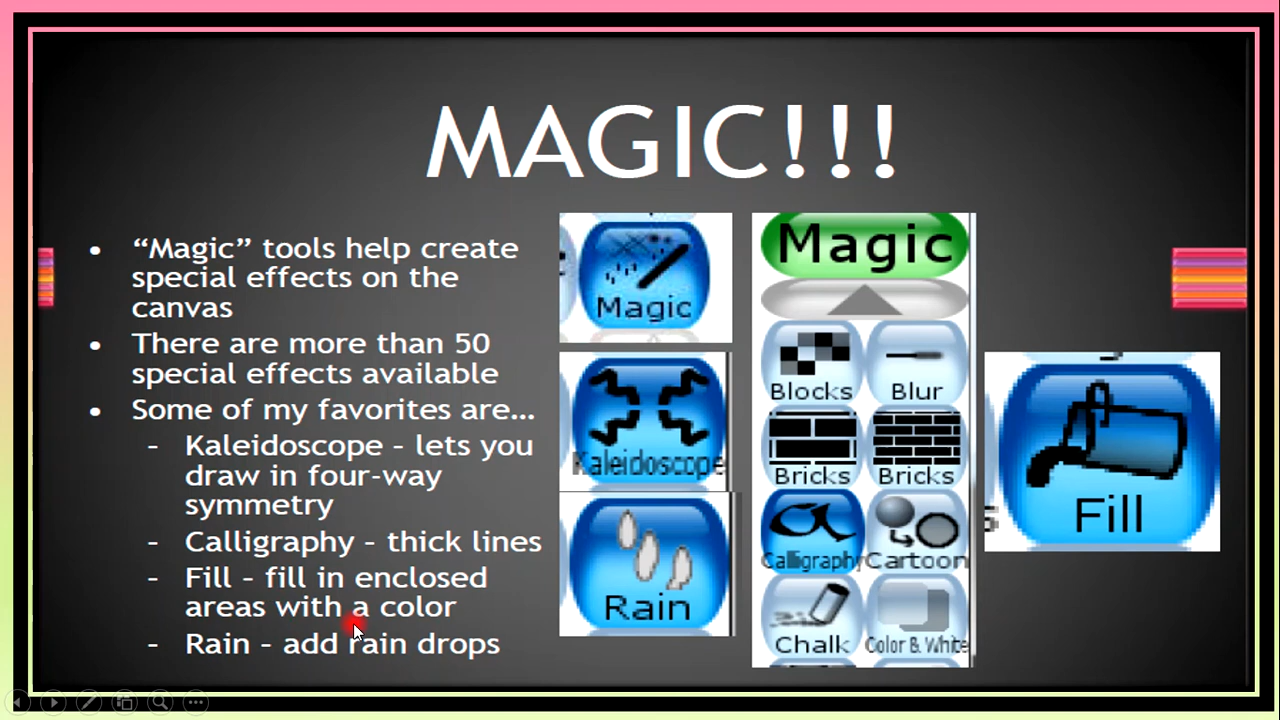 MAGIC!!!
• “Magic” tools help create
special effects on the
canvas
• There are more than 50
special effects available
• Some of my favorites are…
- Kaleidoscope - lets you
draw in four-way
symmetry
- Calligraphy - thick lines
- Fill - fill in enclosed
areas with a color
- Rain - add rain drops
Magic
Kaleidoscope
Rain
Magic
Blocks Blur
Bricks Bricks
Calligraphy Cartoon
Chalk Color & White
Fill